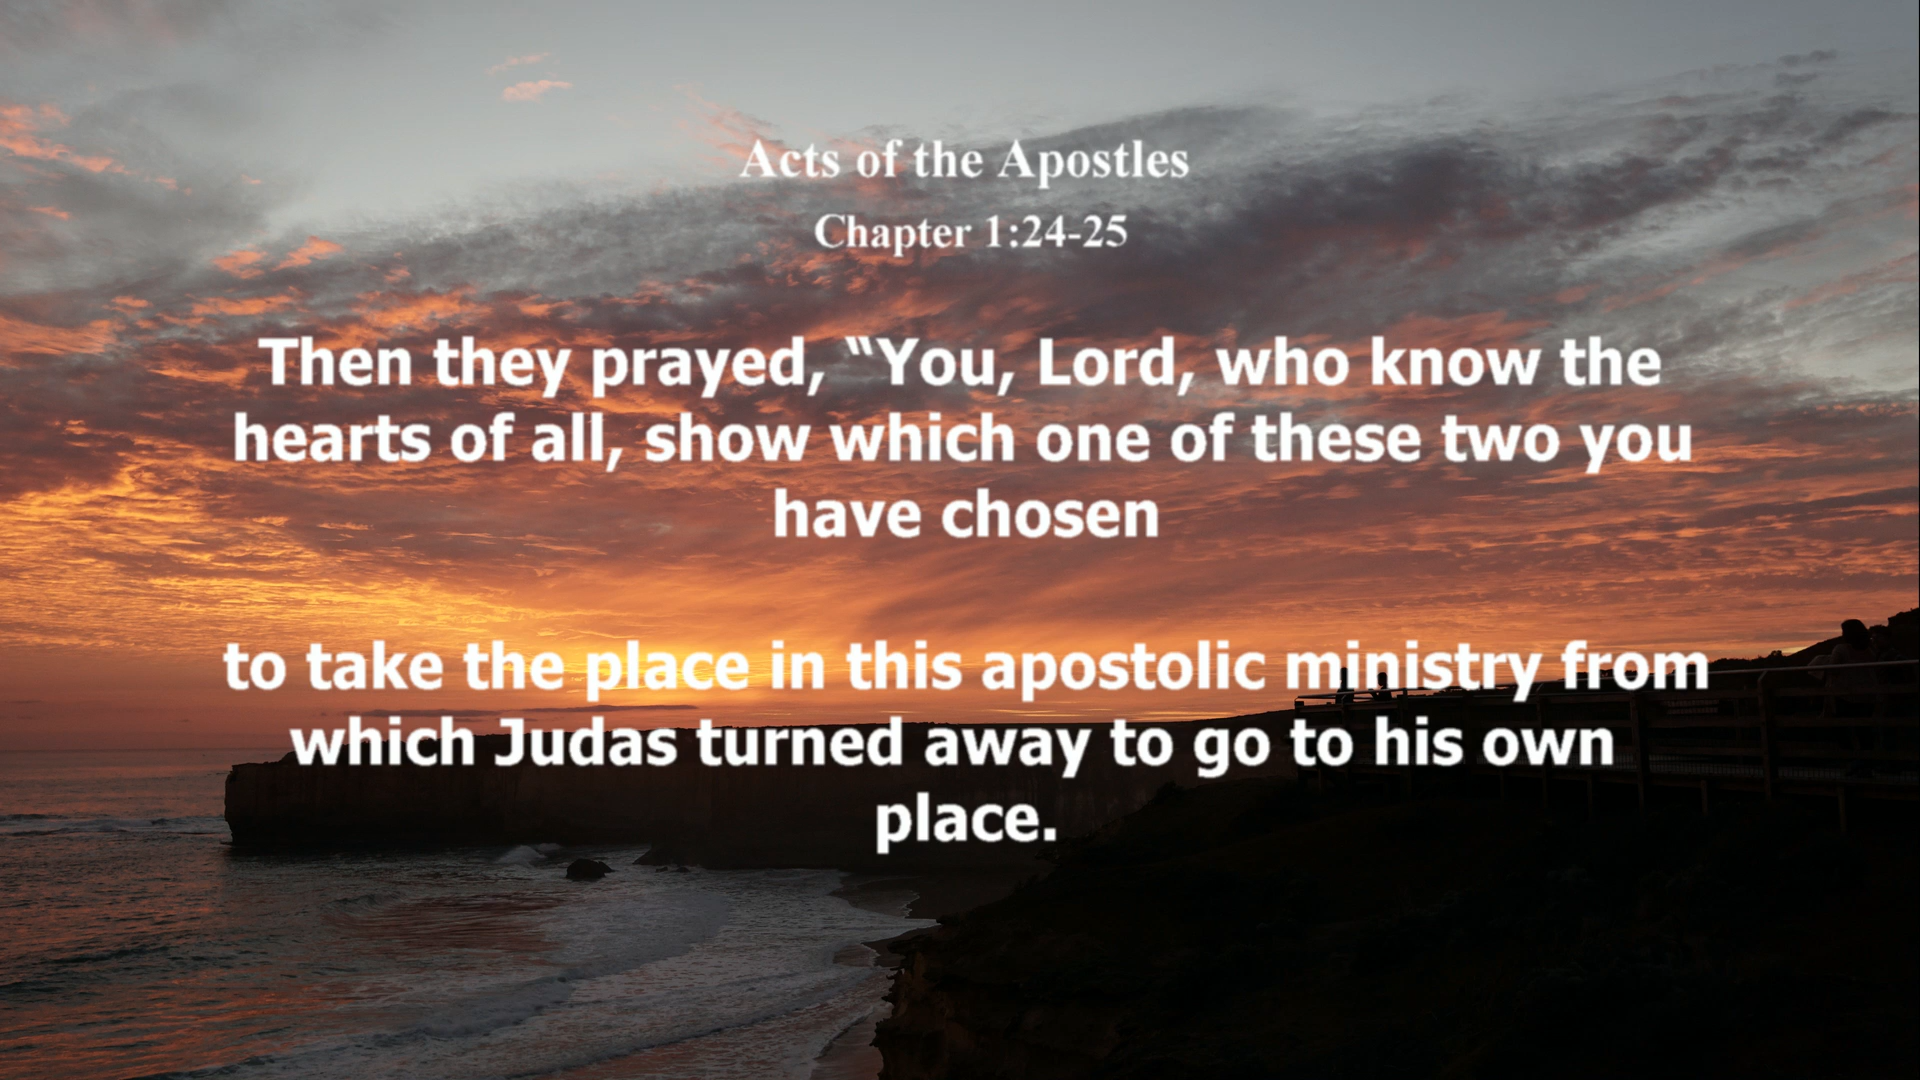 Acts of the Apostles
Chapter 1:24-25
Then they prayed, “You, Lord, who know the
hearts of all, show which one of these two you
have chosen
to take the place in this apostolic ministry from
which Judas turned away to go to his own
place.